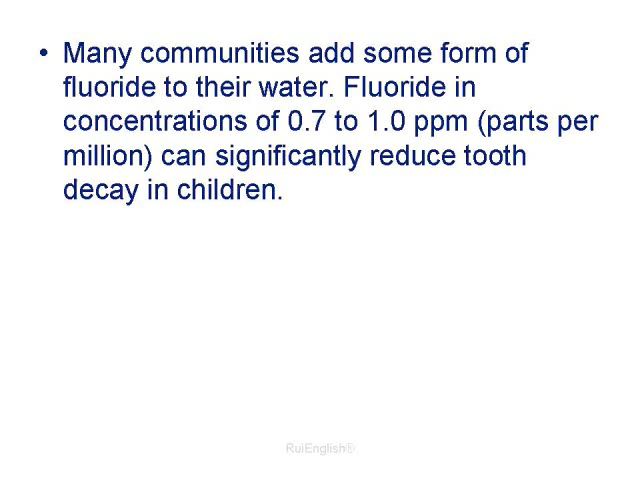 • Many communities add some form of
fluoride to their water. Fluoride in
concentrations of 0.7 to 1.0 ppm (parts per
million) can significantly reduce tooth
decay in children.
RuiEnglish®